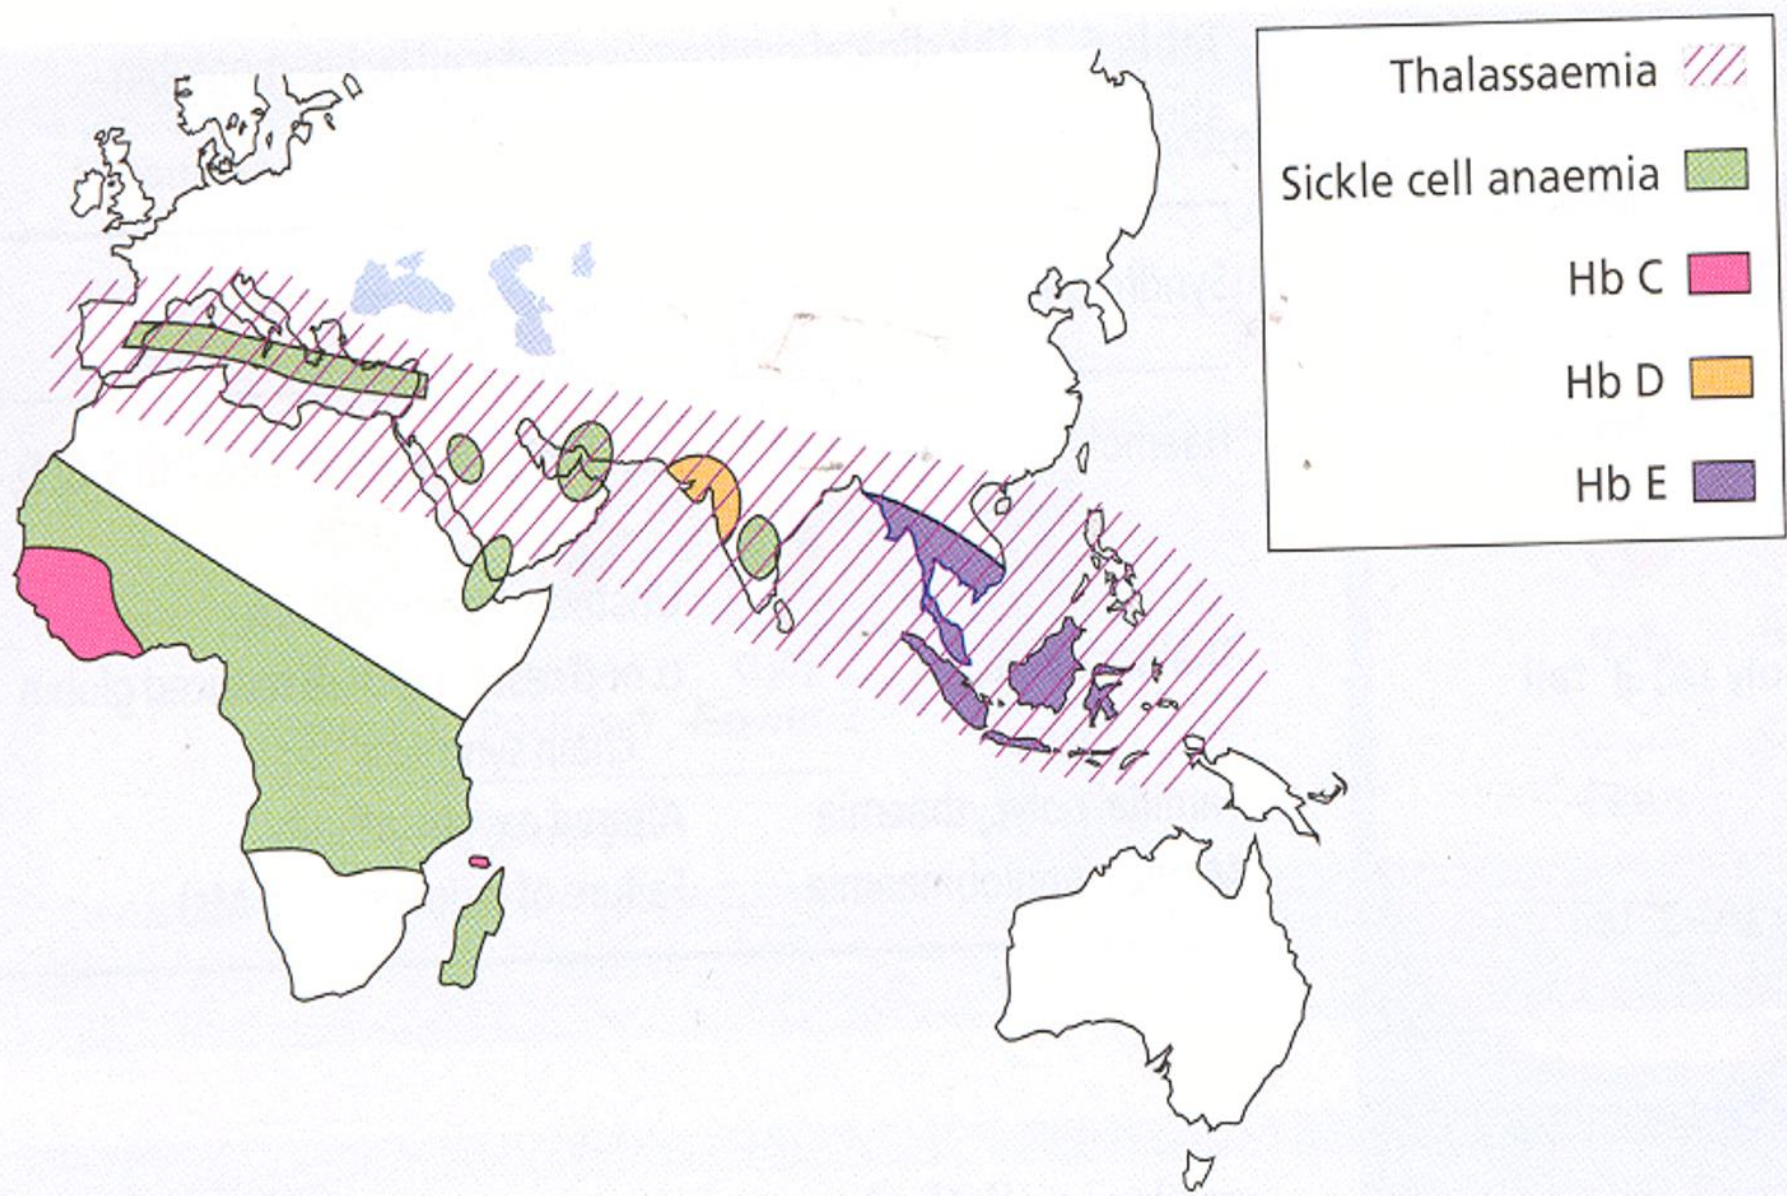 Thalassaemia
Sickle cell anaemia
Hb C
Hb D
Hb E